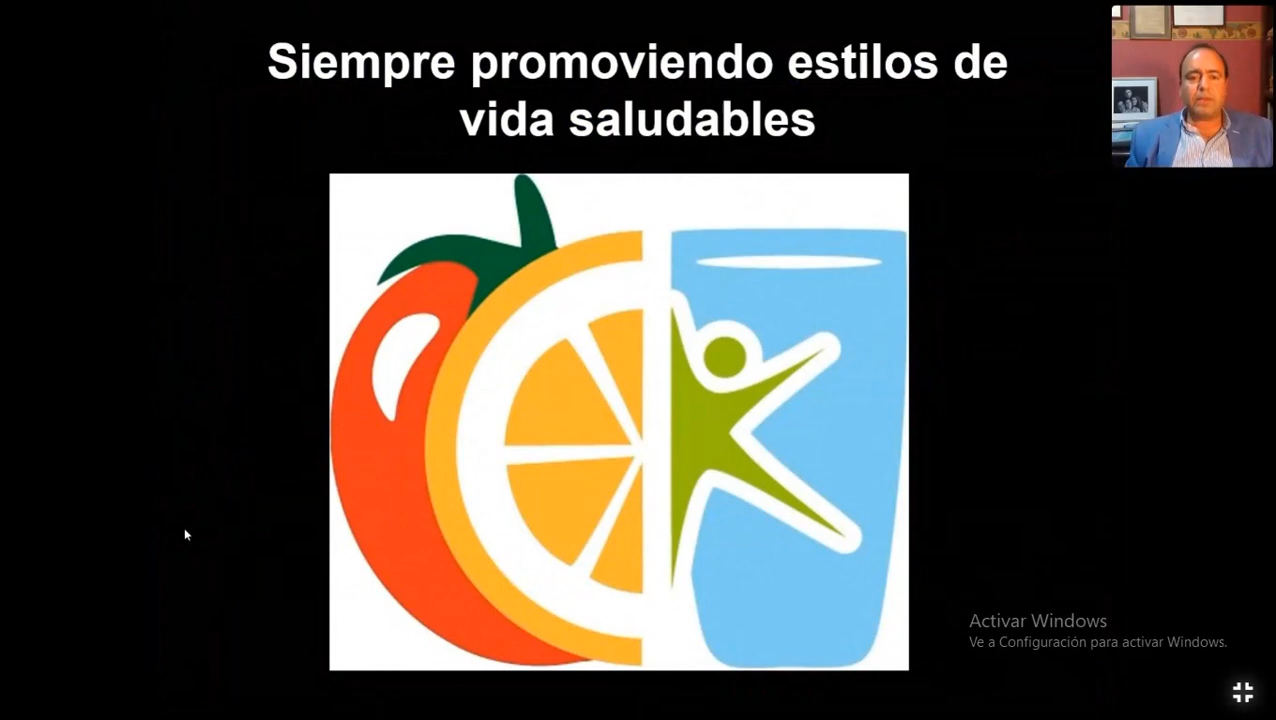 Siempre promoviendo estilos de
vida saludables
Activar Windows
Ve a Configuración para activar Windows.